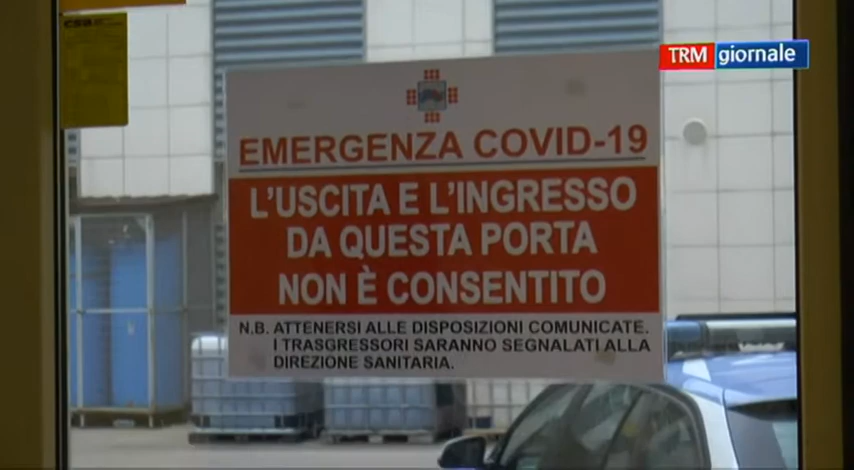 TRM giornale
EMERGENZA COVID-19
L'USCITA E L'INGRESSO
DA QUESTA PORTA
NON È CONSENTITO
N.B. ATTENERSI ALLE DISPOSIZIONI COMUNICATE.
I TRASGRESSORI SARANNO SEGNALATI ALLA
DIREZIONE SANITARIA.